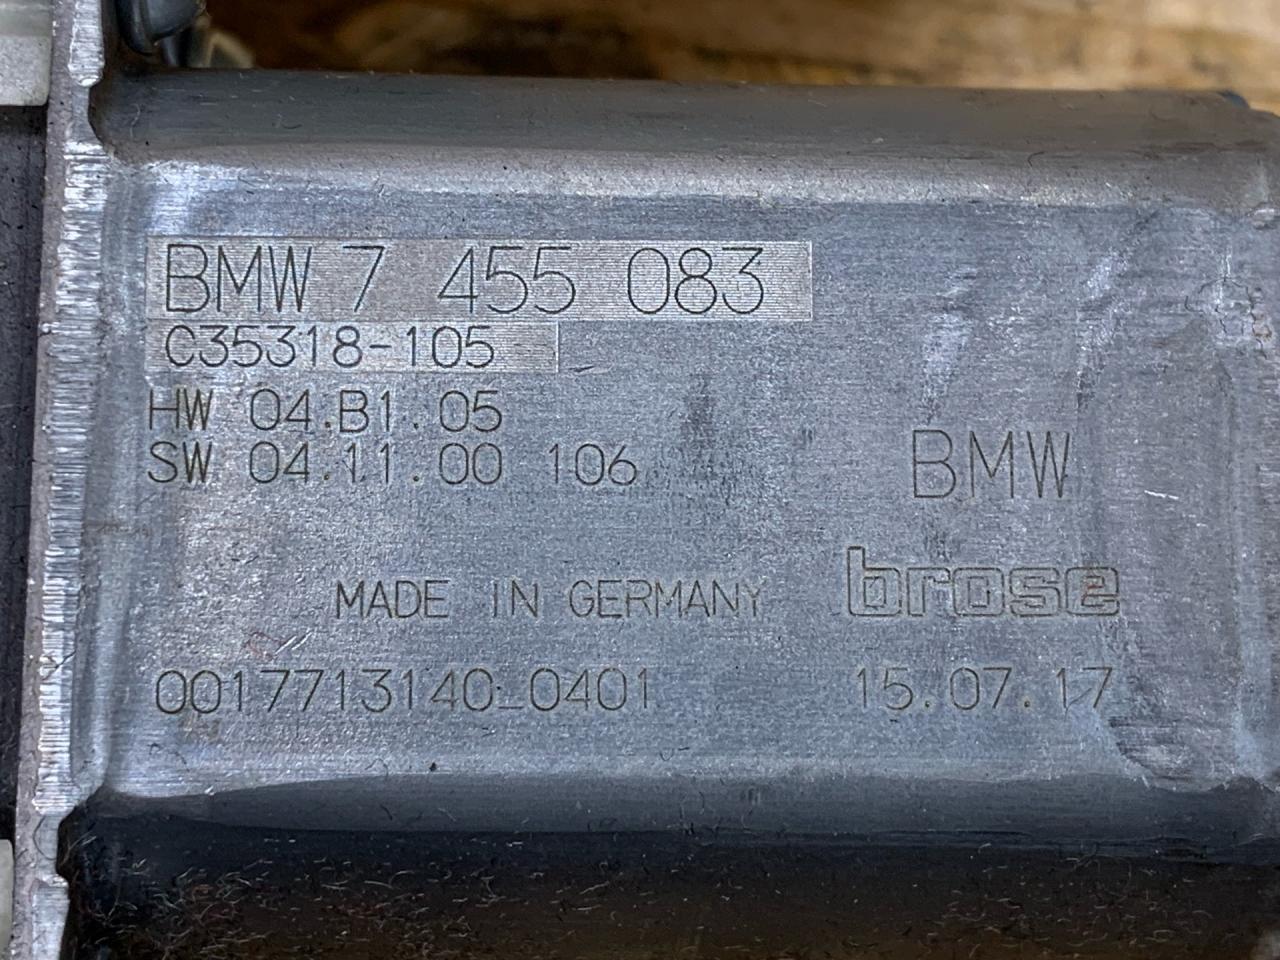 BMW 7 455 083
C35318-105
HW 04.B1.05
SW 04.11.00 106
BMW
brose
MADE IN GERMANY
0017713140_0401
15.07.17